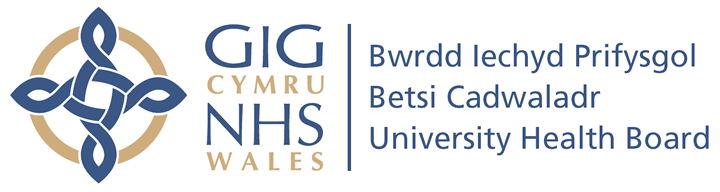 GIG
CYMRU
NHS
WALES
Bwrdd Iechyd Prifysgol
Betsi Cadwaladr
University Health Board